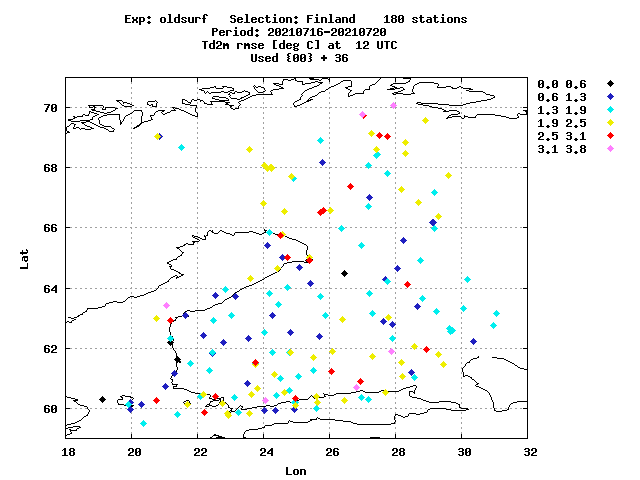 Exp: oldsurf Selection: Finland 180 stations
Period: 20210716-20210720
Td2m rmse [deg C] at 12 UTC
Used {00} + 36
0.0 0.6
0.6 1.3
1.3 1.9
1.9 2.5
2.5 3.1
3.1 3.8
70
68
66
64
62
60
Lat
18 20 22 24 26 28 30 32
Lon